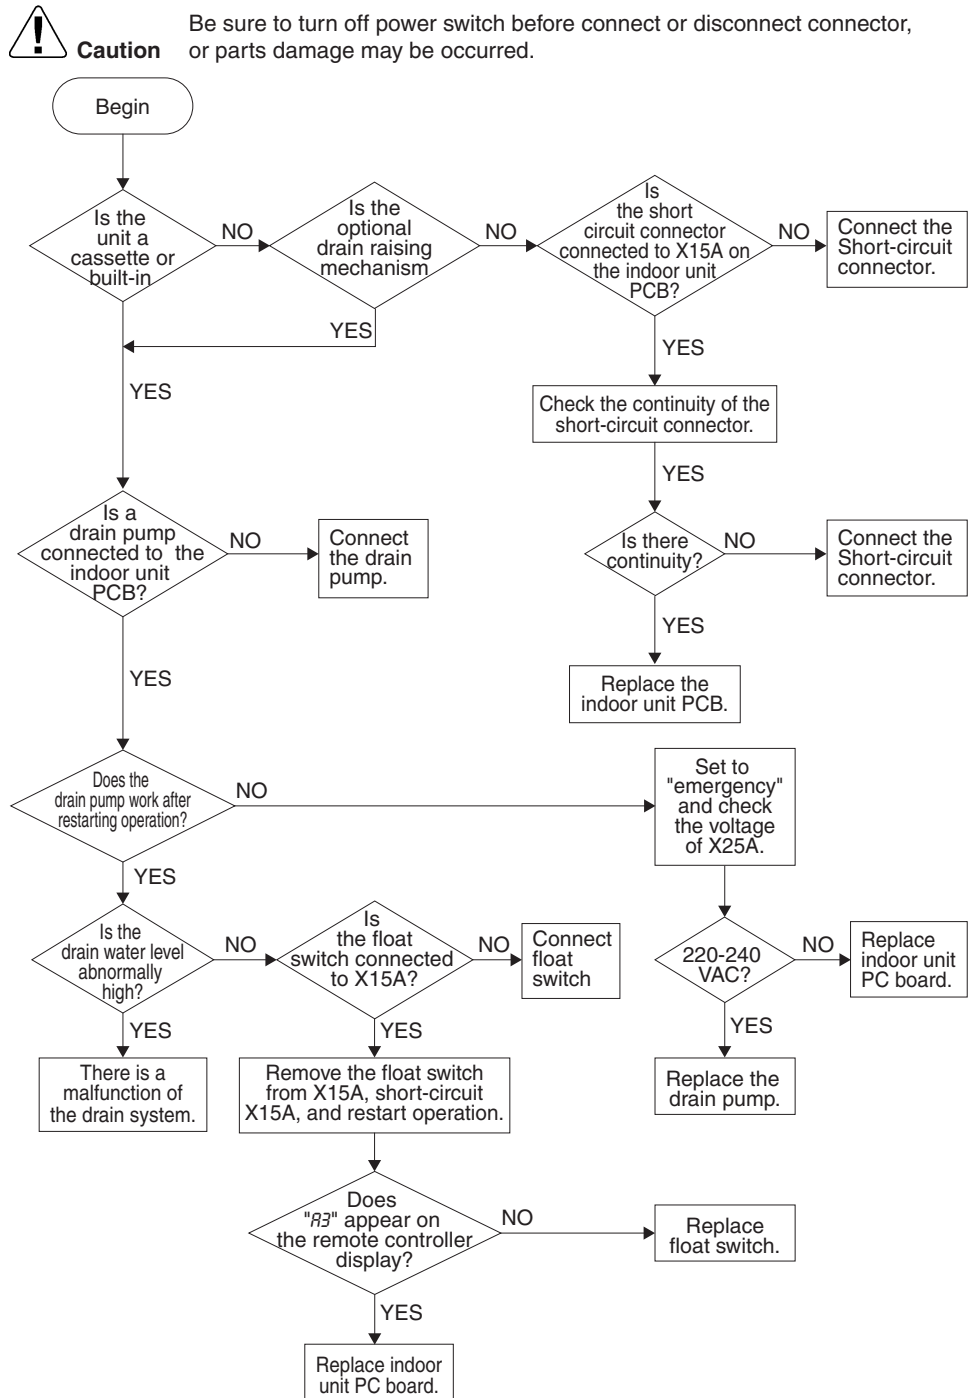 Be sure to turn off power switch before connect or disconnect connector,
Caution or parts damage may be occurred.
Begin
Is the
unit a
cassette or
built-in
NO
Is the
optional
drain raising
mechanism
NO
Is
the short
circuit connector
connected to X15A on
the indoor unit
PCB?
NO
Connect the
Short-circuit
connector.
YES
YES
YES
Check the continuity of the
short-circuit connector.
YES
Is a
drain pump
connected to the
indoor unit
PCB?
NO
Connect
the drain
pump.
Is there
continuity?
NO
Connect the
Short-circuit
connector.
YES
YES
Replace the
indoor unit PCB.
Does the
drain pump work after
restarting operation?
NO
Set to
"emergency"
and check
the voltage
of X25A.
YES
Is the
drain water level
abnormally
high?
NO
Is
the float
switch connected
to X15A?
NO
Connect
float
switch
220-240
VAC?
NO
Replace
indoor unit
PC board.
YES
YES
YES
There is a
malfunction of
the drain system.
Remove the float switch
from X15A, short-circuit
X15A, and restart operation.
Replace the
drain pump.
Does
"A3" appear on
the remote controller
display?
NO
Replace
float switch.
YES
Replace indoor
unit PC board.